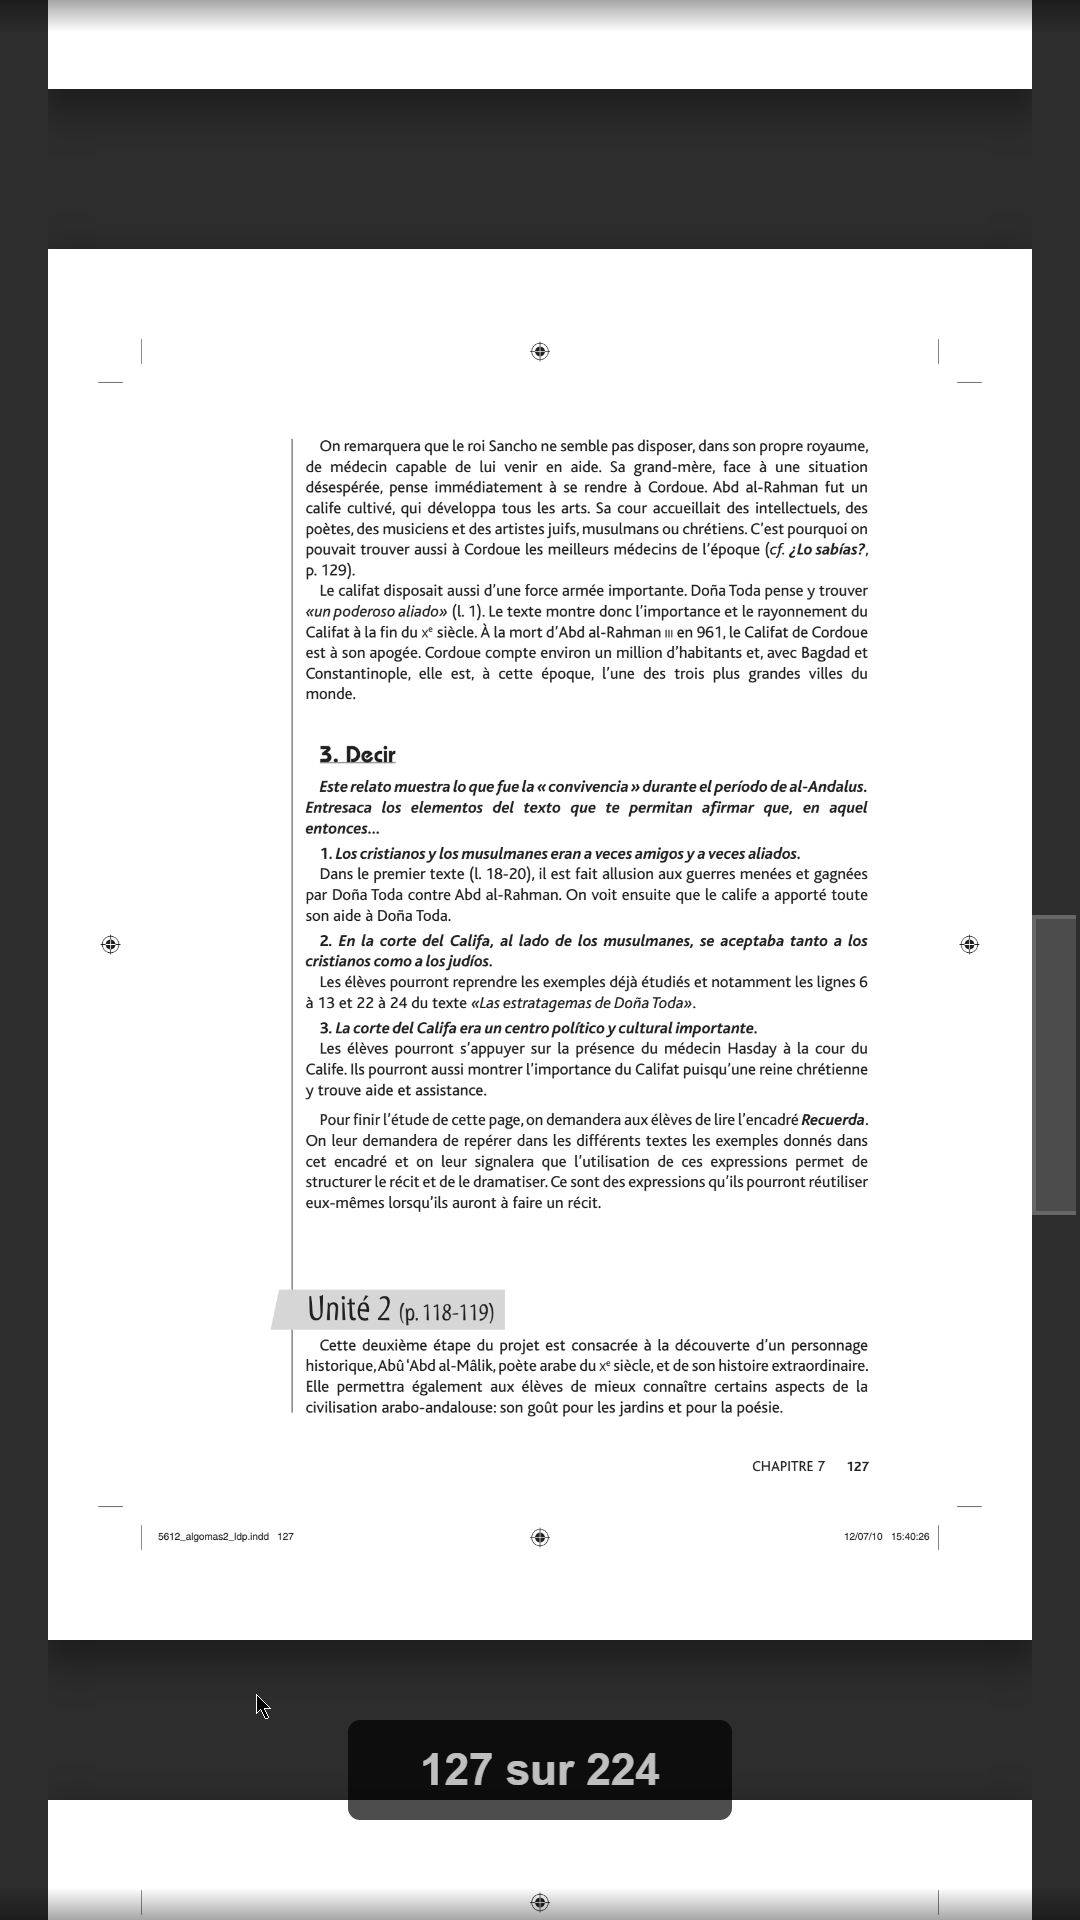 On remarquera que le roi Sancho ne semble pas disposer, dans son propre royaume,
de médecin capable de lui venir en aide. Sa grand-mère, face à une situation
désespérée, pense immédiatement à se rendre à Cordoue. Abd al-Rahman fut un
calife cultivé, qui développa tous les arts. Sa cour accueillait des intellectuels, des
poètes, des musiciens et des artistes juifs, musulmans ou chrétiens. C’est pourquoi on
pouvait trouver aussi à Cordoue les meilleurs médecins de l’époque (cf. ¿Lo sabías?,
p. 129).
Le califat disposait aussi d’une force armée importante. Doña Toda pense y trouver
«un poderoso aliado» (l. 1). Le texte montre donc l’importance et le rayonnement du
Califat à la fin du Xe siècle. À la mort d’Abd al-Rahman III en 961, le Califat de Cordoue
est à son apogée. Cordoue compte environ un million d’habitants et, avec Bagdad et
Constantinople, elle est, à cette époque, l’une des trois plus grandes villes du
monde.
3. Decir
Este relato muestra lo que fue la « convivencia » durante el período de al-Andalus.
Entresaca los elementos del texto que te permitan afirmar que, en aquel
entonces...
1. Los cristianos y los musulmanes eran a veces amigos y a veces aliados.
Dans le premier texte (l. 18-20), il est fait allusion aux guerres menées et gagnées
par Doña Toda contre Abd al-Rahman. On voit ensuite que le calife a apporté toute
son aide à Doña Toda.
2. En la corte del Califa, al lado de los musulmanes, se aceptaba tanto a los
cristianos como a los judíos.
Les élèves pourront reprendre les exemples déjà étudiés et notamment les lignes 6
à 13 et 22 à 24 du texte «Las estratagemas de Doña Toda».
3. La corte del Califa era un centro político y cultural importante.
Les élèves pourront s’appuyer sur la présence du médecin Hasday à la cour du
Calife. Ils pourront aussi montrer l’importance du Califat puisqu’une reine chrétienne
y trouve aide et assistance.
Pour finir l’étude de cette page, on demandera aux élèves de lire l’encadré Recuerda.
On leur demandera de repérer dans les différents textes les exemples donnés dans
cet encadré et on leur signalera que l’utilisation de ces expressions permet de
structurer le récit et de le dramatiser. Ce sont des expressions qu’ils pourront réutiliser
eux-mêmes lorsqu’ils auront à faire un récit.
Unité 2 (p. 118-119)
Cette deuxième étape du projet est consacrée à la découverte d’un personnage
historique, Abû ‘Abd al-Mâlik, poète arabe du Xe siècle, et de son histoire extraordinaire.
Elle permettra également aux élèves de mieux connaître certains aspects de la
civilisation arabo-andalouse: son goût pour les jardins et pour la poésie.
CHAPITRE 7 127
5612_algomas2_ldp.indd 127 12/07/10 15:40:26
127 sur 224